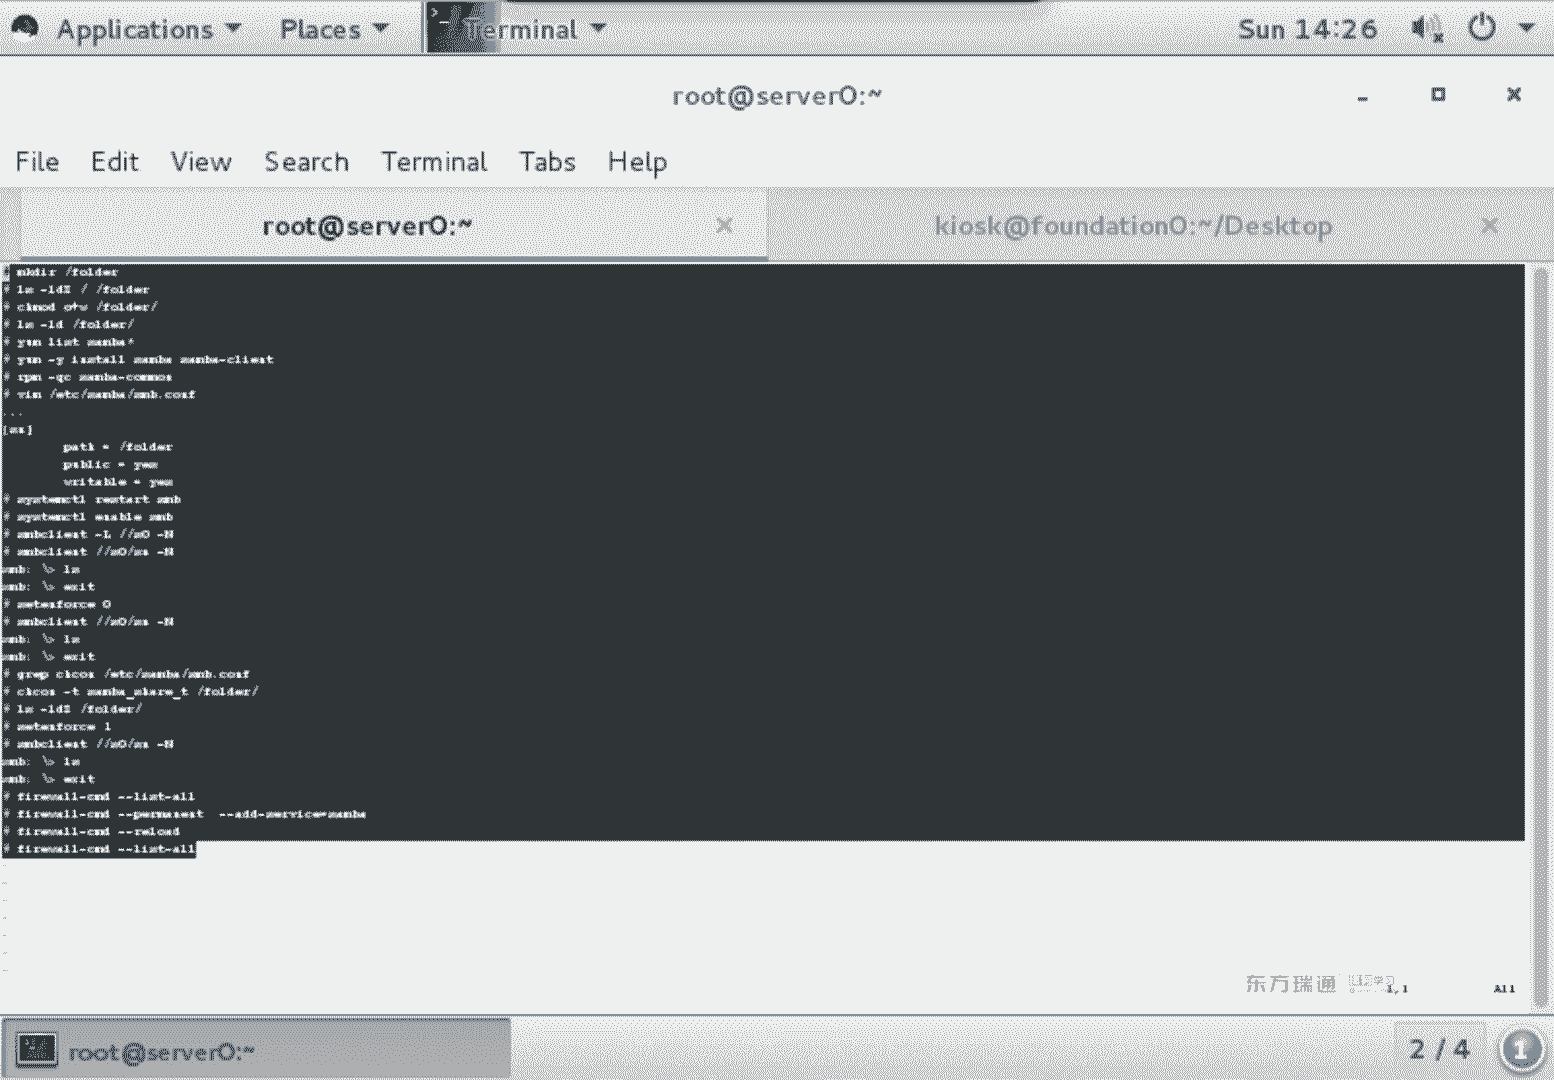 Applications Places Terminal Sun 14:26
root@server0:~
File Edit View Search Terminal Tabs Help
root@server0:~ kiosk@foundation0:~/Desktop
# mkdir /folder
# ls -ldZ / /folder
# chmod o+w /folder/
# ls -ld /folder/
# yum list samba*
# yum -y install samba samba-client
# rpm -qc samba-common
# vim /etc/samba/smb.conf
...
path = /folder
public = yes
writable = yes
# systemctl restart smb
# systemctl enable smb
# smbclient -L //s0 -N
# smbclient //s0/ -N
smb: \> ls
smb: \> exit
# setenforce 0
# smbclient //s0/ -N
smb: \> ls
smb: \> exit
# grep chcon /etc/samba/smb.conf
# chcon -t samba_share_t /folder/
# ls -ldZ /folder/
# setenforce 1
# smbclient //s0/ -N
smb: \> ls
smb: \> exit
# firewall-cmd --list-all
# firewall-cmd --permanent --add-service=samba
# firewall-cmd --reload
# firewall-cmd --list-all
~
~
~
~
~
~
~
东方瑞通 1,1 All
root@server0:~ 2 / 4 1